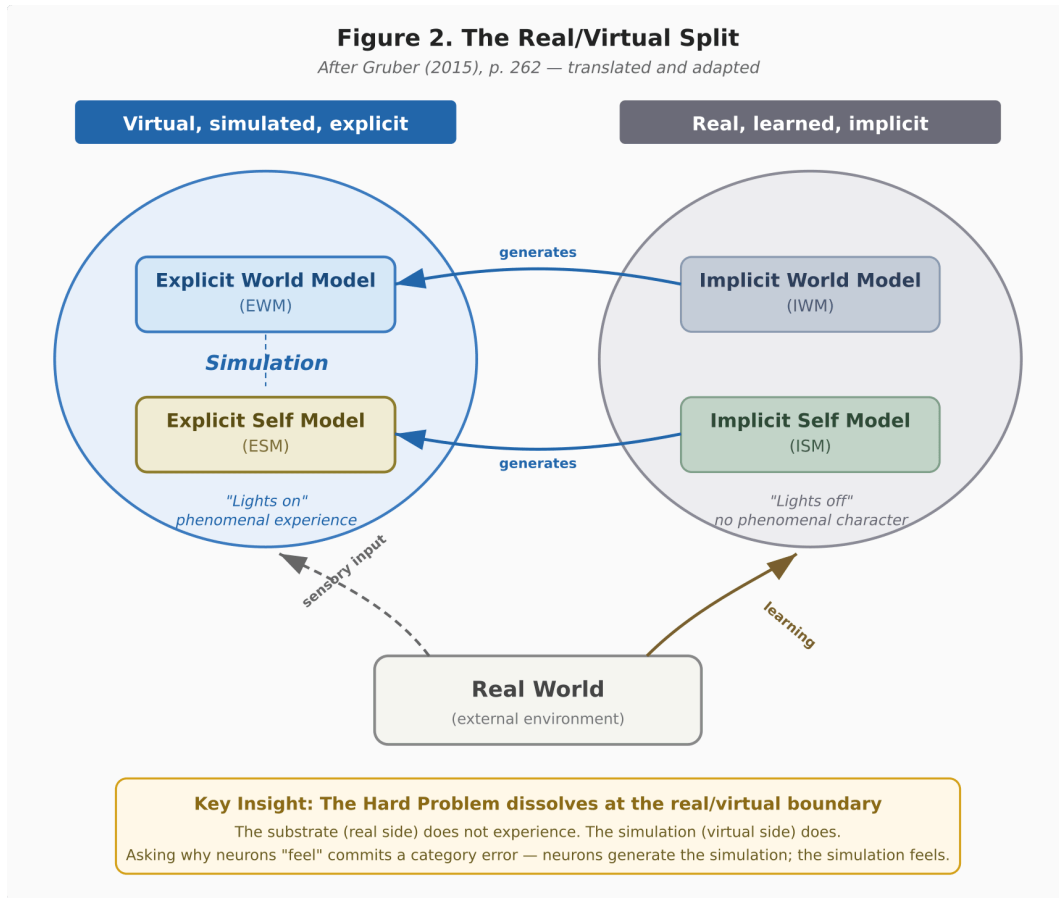 Figure 2. The Real/Virtual Split
After Gruber (2015), p. 262 — translated and adapted
Virtual, simulated, explicit
Real, learned, implicit
generates
Explicit World Model
(EWM)
Implicit World Model
(IWM)
Simulation
Explicit Self Model
(ESM)
Implicit Self Model
(ISM)
generates
"Lights on"
phenomenal experience
"Lights off"
no phenomenal character
sensory input
learning
Real World
(external environment)
Key Insight: The Hard Problem dissolves at the real/virtual boundary
The substrate (real side) does not experience. The simulation (virtual side) does.
Asking why neurons "feel" commits a category error — neurons generate the simulation; the simulation feels.